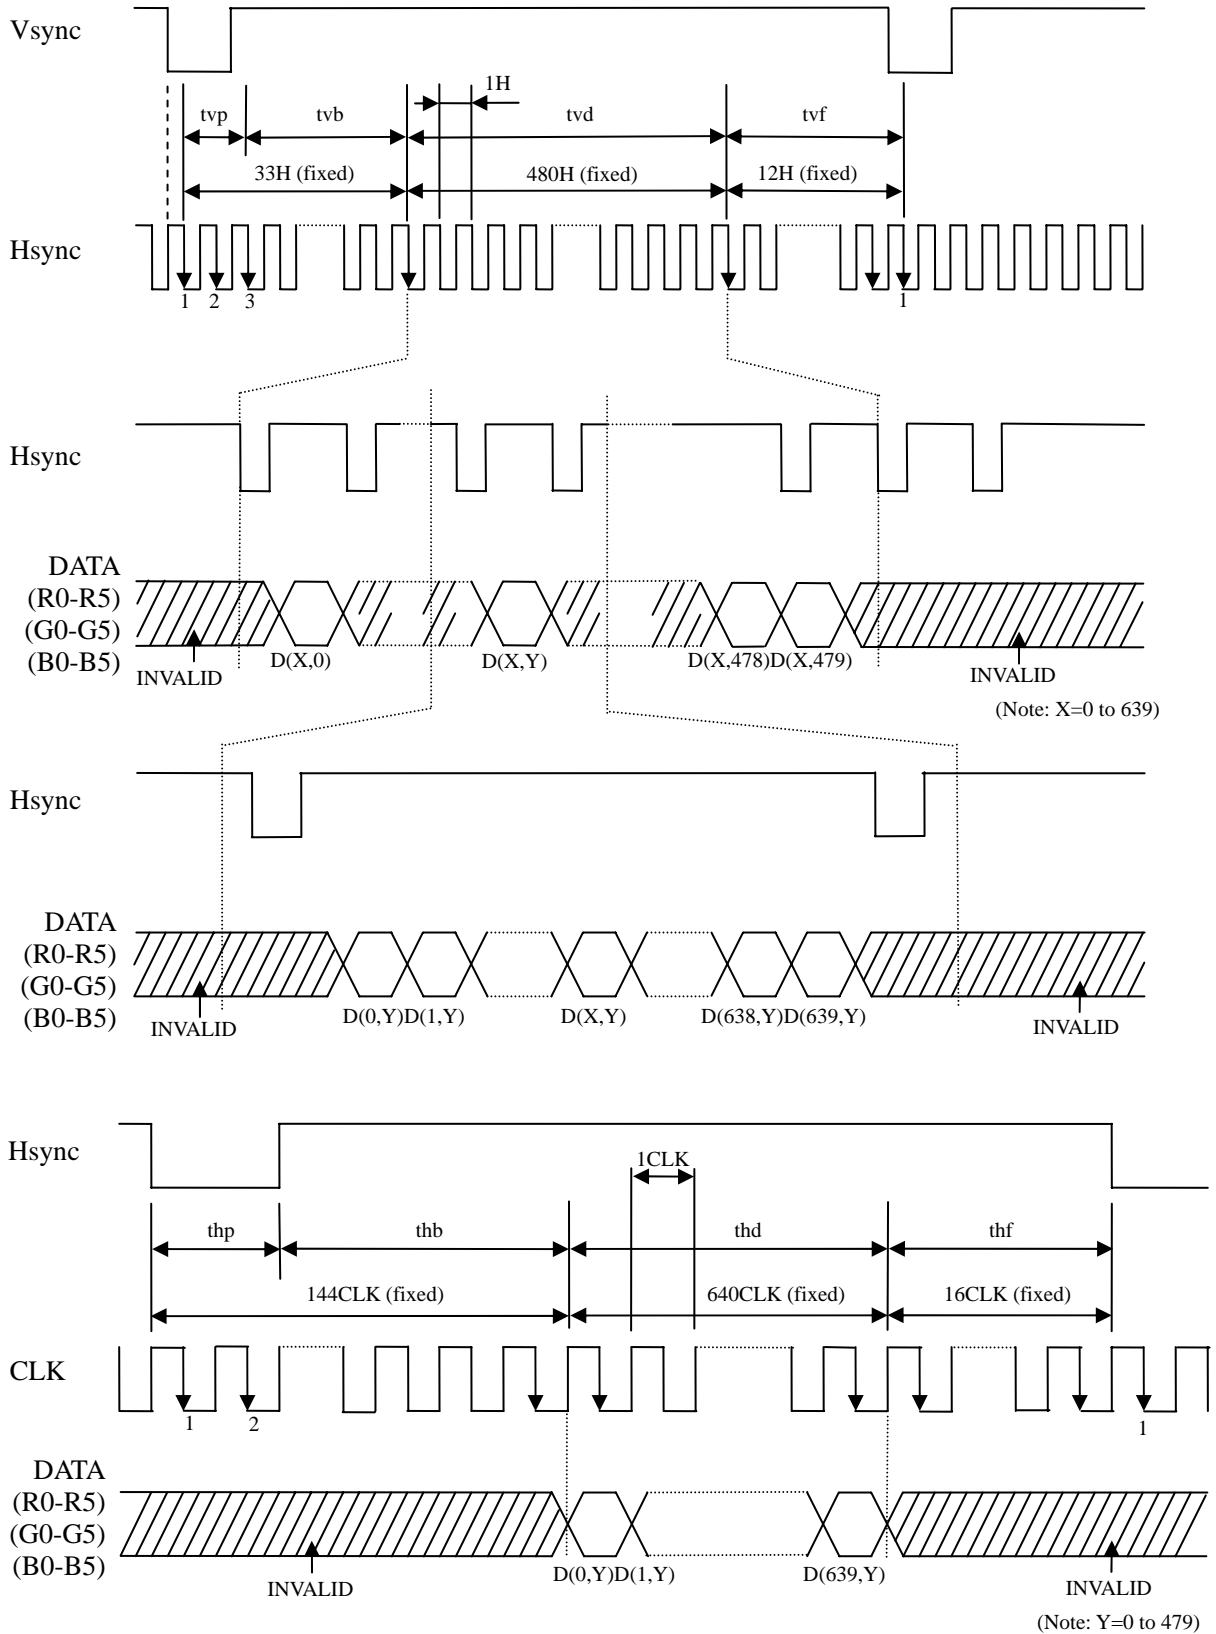 Vsync
1H
tvp tvb tvd tvf
33H (fixed) 480H (fixed) 12H (fixed)
Hsync
1 2 3 1
Hsync
DATA
(R0-R5)
(G0-G5)
(B0-B5)
D(X,0) D(X,Y) D(X,478)D(X,479)
INVALID INVALID
(Note: X=0 to 639)
Hsync
DATA
(R0-R5)
(G0-G5)
(B0-B5)
D(0,Y)D(1,Y) D(X,Y) D(638,Y)D(639,Y)
INVALID INVALID
Hsync
1CLK
thp thb thd thf
144CLK (fixed) 640CLK (fixed) 16CLK (fixed)
CLK
1 2 1
DATA
(R0-R5)
(G0-G5)
(B0-B5)
D(0,Y)D(1,Y) D(639,Y)
INVALID INVALID
(Note: Y=0 to 479)